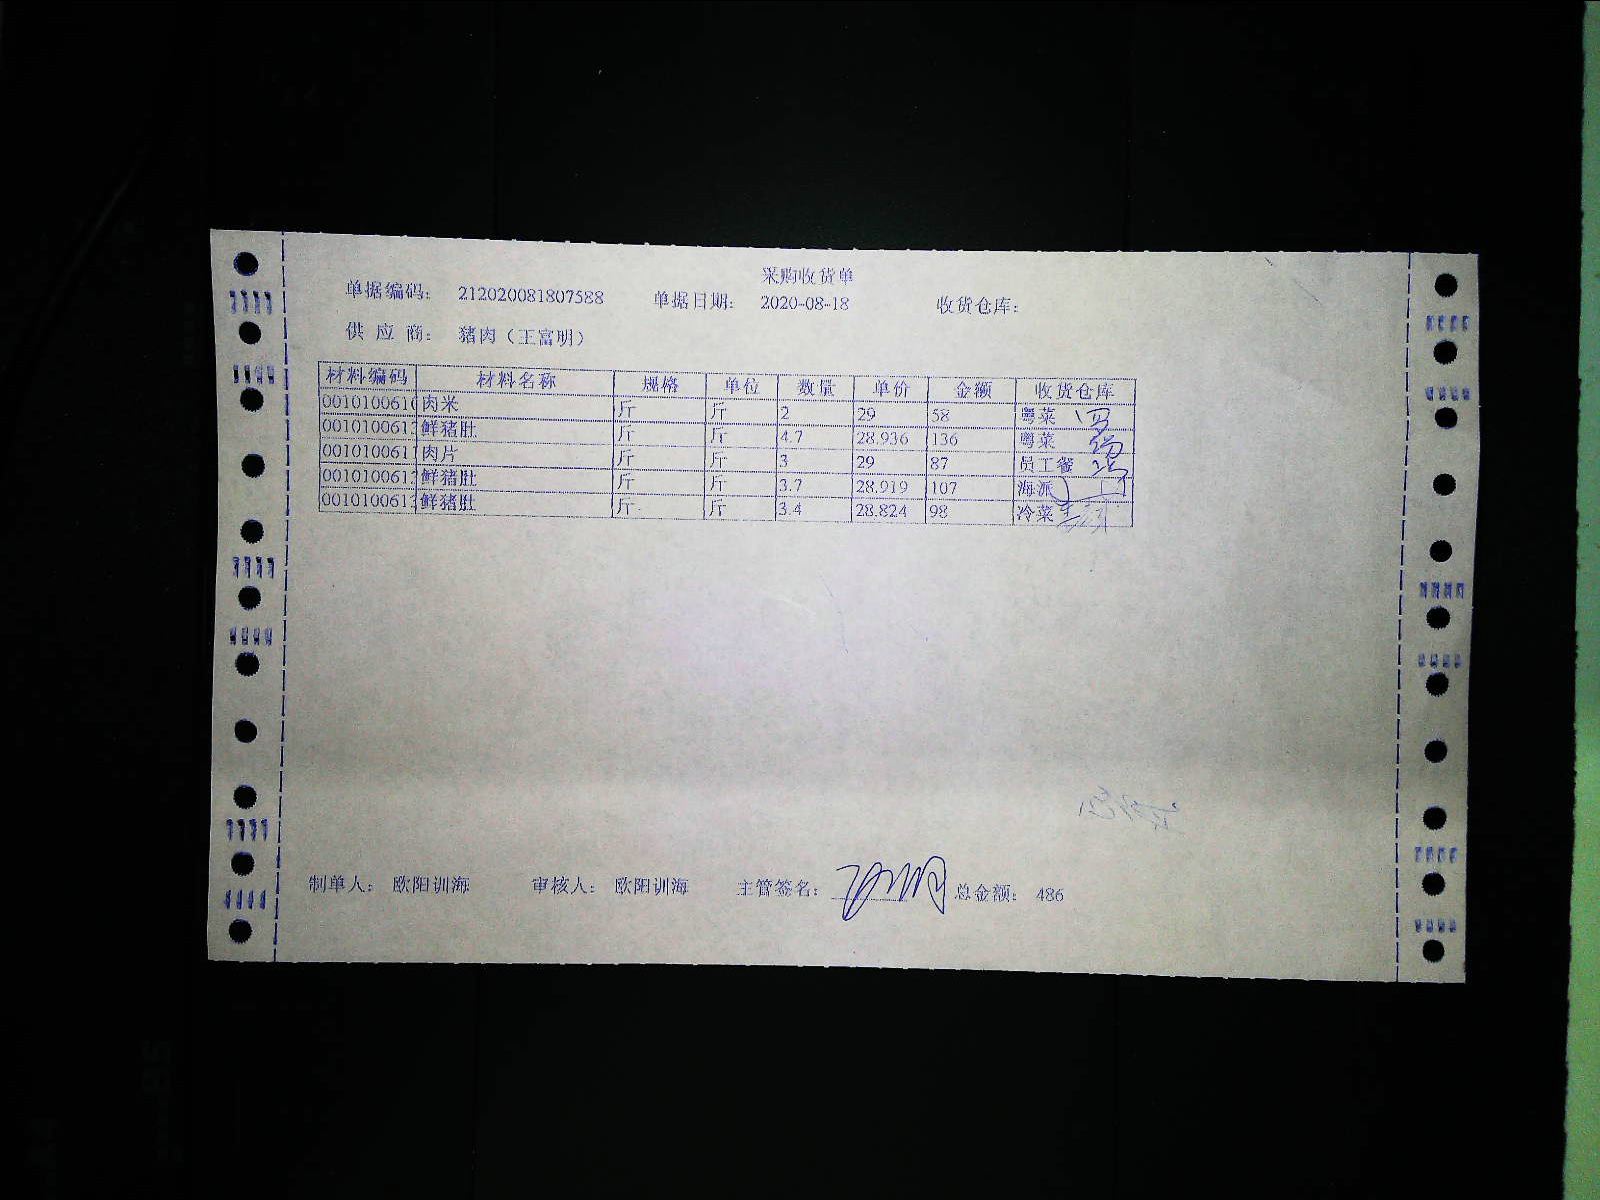 采购收货单
单据编码： 212020081807588 单据日期： 2020-08-18 收货仓库：
供 应 商： 猪肉（王富明）
材料编码 材料名称 规格 单位 数量 单价 金额 收货仓库
0010100610 肉米 斤 斤 2 29 58 粤菜
001010061 鲜猪肚 斤 斤 4.7 28.936 136 粤菜
001010061 肉片 斤 斤 3 29 87 员工餐
001010061 鲜猪肚 斤 斤 3.7 28.919 107 海派
001010061 鲜猪肚 斤 斤 3.4 28.824 98 冷菜
制单人： 欧阳训海 审核人： 欧阳训海 主管签名： 总金额： 486